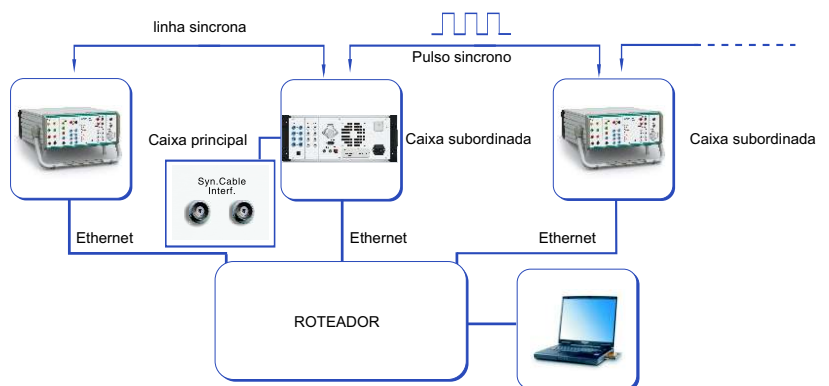 linha sincrona
Pulso sincrono
Caixa principal
Caixa subordinada
Caixa subordinada
Syn.Cable
Interf.
Ethernet
Ethernet
Ethernet
ROTEADOR